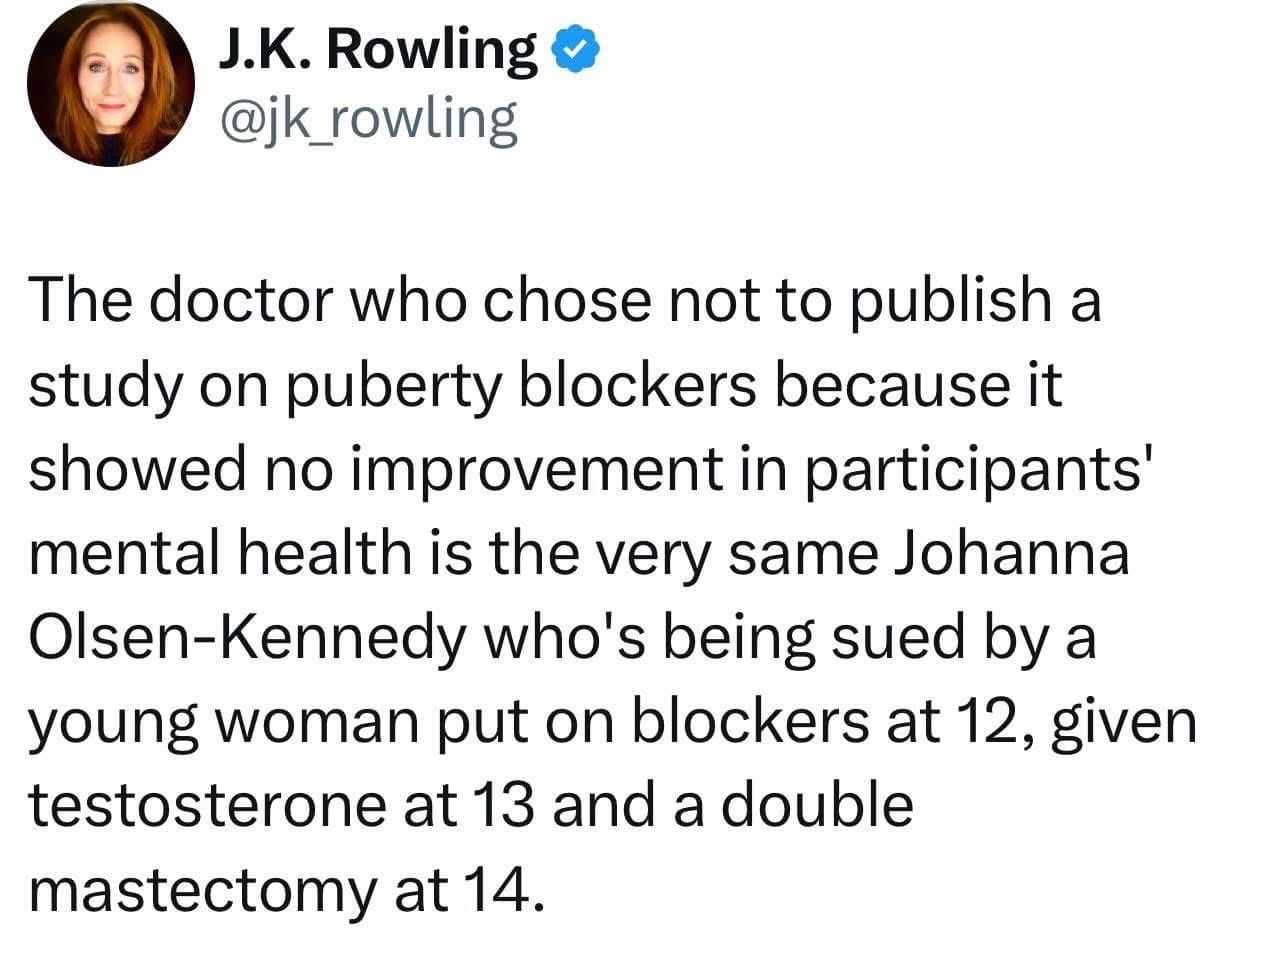 J.K. Rowling
@jk_rowling
The doctor who chose not to publish a
study on puberty blockers because it
showed no improvement in participants'
mental health is the very same Johanna
Olsen-Kennedy who's being sued by a
young woman put on blockers at 12, given
testosterone at 13 and a double
mastectomy at 14.